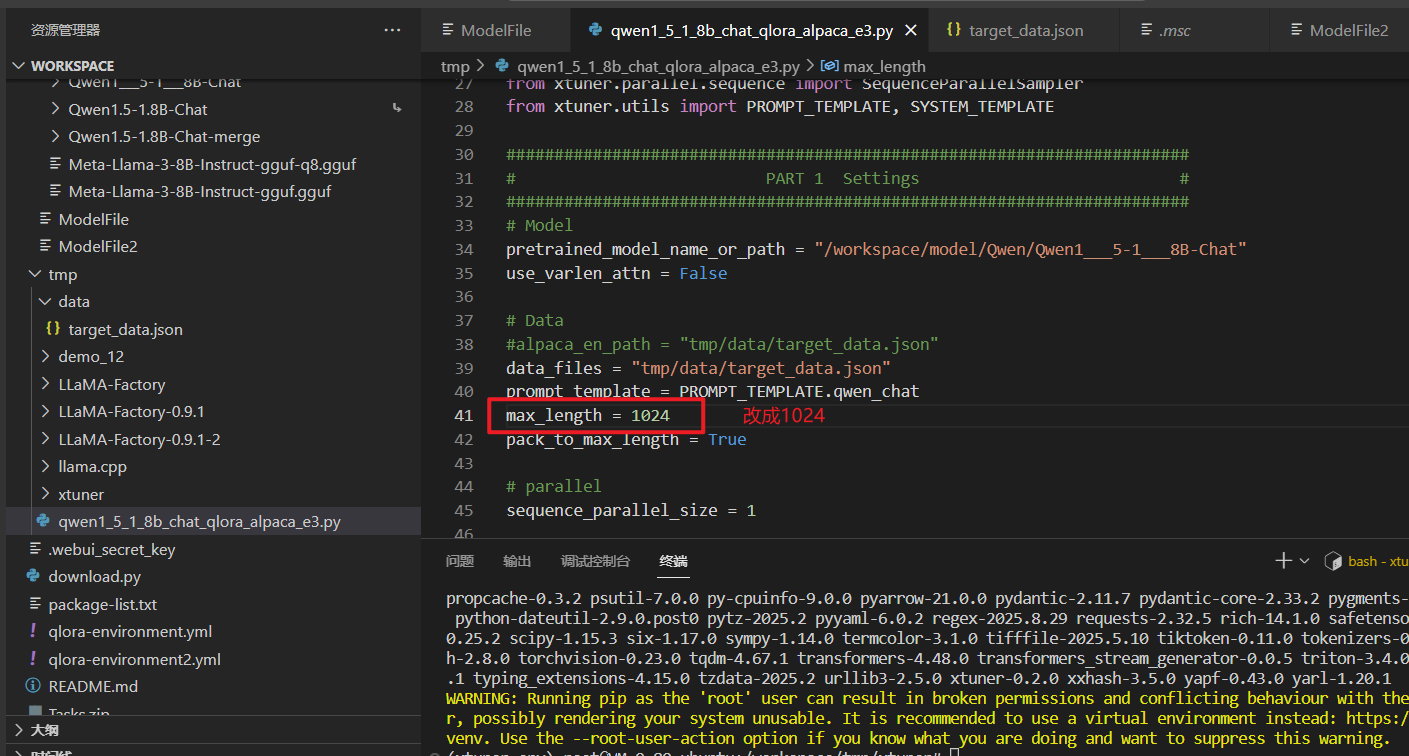 资源管理器
ModelFile
qwen1_5_1_8b_chat_qlora_alpaca_e3.py
target_data.json
.msc
ModelFile2
WORKSPACE
Qwen1___5-1___8B-Chat
Qwen1.5-1.8B-Chat
Qwen1.5-1.8B-Chat-merge
Meta-Llama-3-8B-Instruct-gguf-q8.gguf
Meta-Llama-3-8B-Instruct-gguf.gguf
ModelFile
ModelFile2
tmp
data
target_data.json
demo_12
LLaMA-Factory
LLaMA-Factory-0.9.1
LLaMA-Factory-0.9.1-2
llama.cpp
xtuner
qwen1_5_1_8b_chat_qlora_alpaca_e3.py
.webui_secret_key
download.py
package-list.txt
qlora-environment.yml
qlora-environment2.yml
README.md
Tasks.zip
大纲
时间线
tmp > qwen1_5_1_8b_chat_qlora_alpaca_e3.py > max_length
27 from xtuner.parallel.sequence import SequenceParallelSampler
28 from xtuner.utils import PROMPT_TEMPLATE, SYSTEM_TEMPLATE
29
30 #######################################################################
31 # PART 1 Settings #
32 #######################################################################
33 # Model
34 pretrained_model_name_or_path = "/workspace/model/Qwen/Qwen1___5-1___8B-Chat"
35 use_varlen_attn = False
36
37 # Data
38 #alpaca_en_path = "tmp/data/target_data.json"
39 data_files = "tmp/data/target_data.json"
40 prompt_template = PROMPT_TEMPLATE.qwen_chat
41 max_length = 1024 改成1024
42 pack_to_max_length = True
43
44 # parallel
45 sequence_parallel_size = 1
46
问题 输出 调试控制台 终端
bash - xtu
propcache-0.3.2 psutil-7.0.0 py-cpuinfo-9.0.0 pyarrow-21.0.0 pydantic-2.11.7 pydantic-core-2.33.2 pygments-
python-dateutil-2.9.0.post0 pytz-2025.2 pyyaml-6.0.2 regex-2025.8.29 requests-2.32.5 rich-14.1.0 safetenso
0.25.2 scipy-1.15.3 six-1.17.0 sympy-1.14.0 termcolor-3.1.0 tifffile-2025.5.10 tiktoken-0.11.0 tokenizers-0
h-2.8.0 torchvision-0.23.0 tqdm-4.67.1 transformers-4.48.0 transformers_stream_generator-0.0.5 triton-3.4.0
.1 typing_extensions-4.15.0 tzdata-2025.2 urllib3-2.5.0 xtuner-0.2.0 xxhash-3.5.0 yapf-0.43.0 yarl-1.20.1
WARNING: Running pip as the 'root' user can result in broken permissions and conflicting behaviour with the
r, possibly rendering your system unusable. It is recommended to use a virtual environment instead: https:/
venv. Use the --root-user-action option if you know what you are doing and want to suppress this warning.